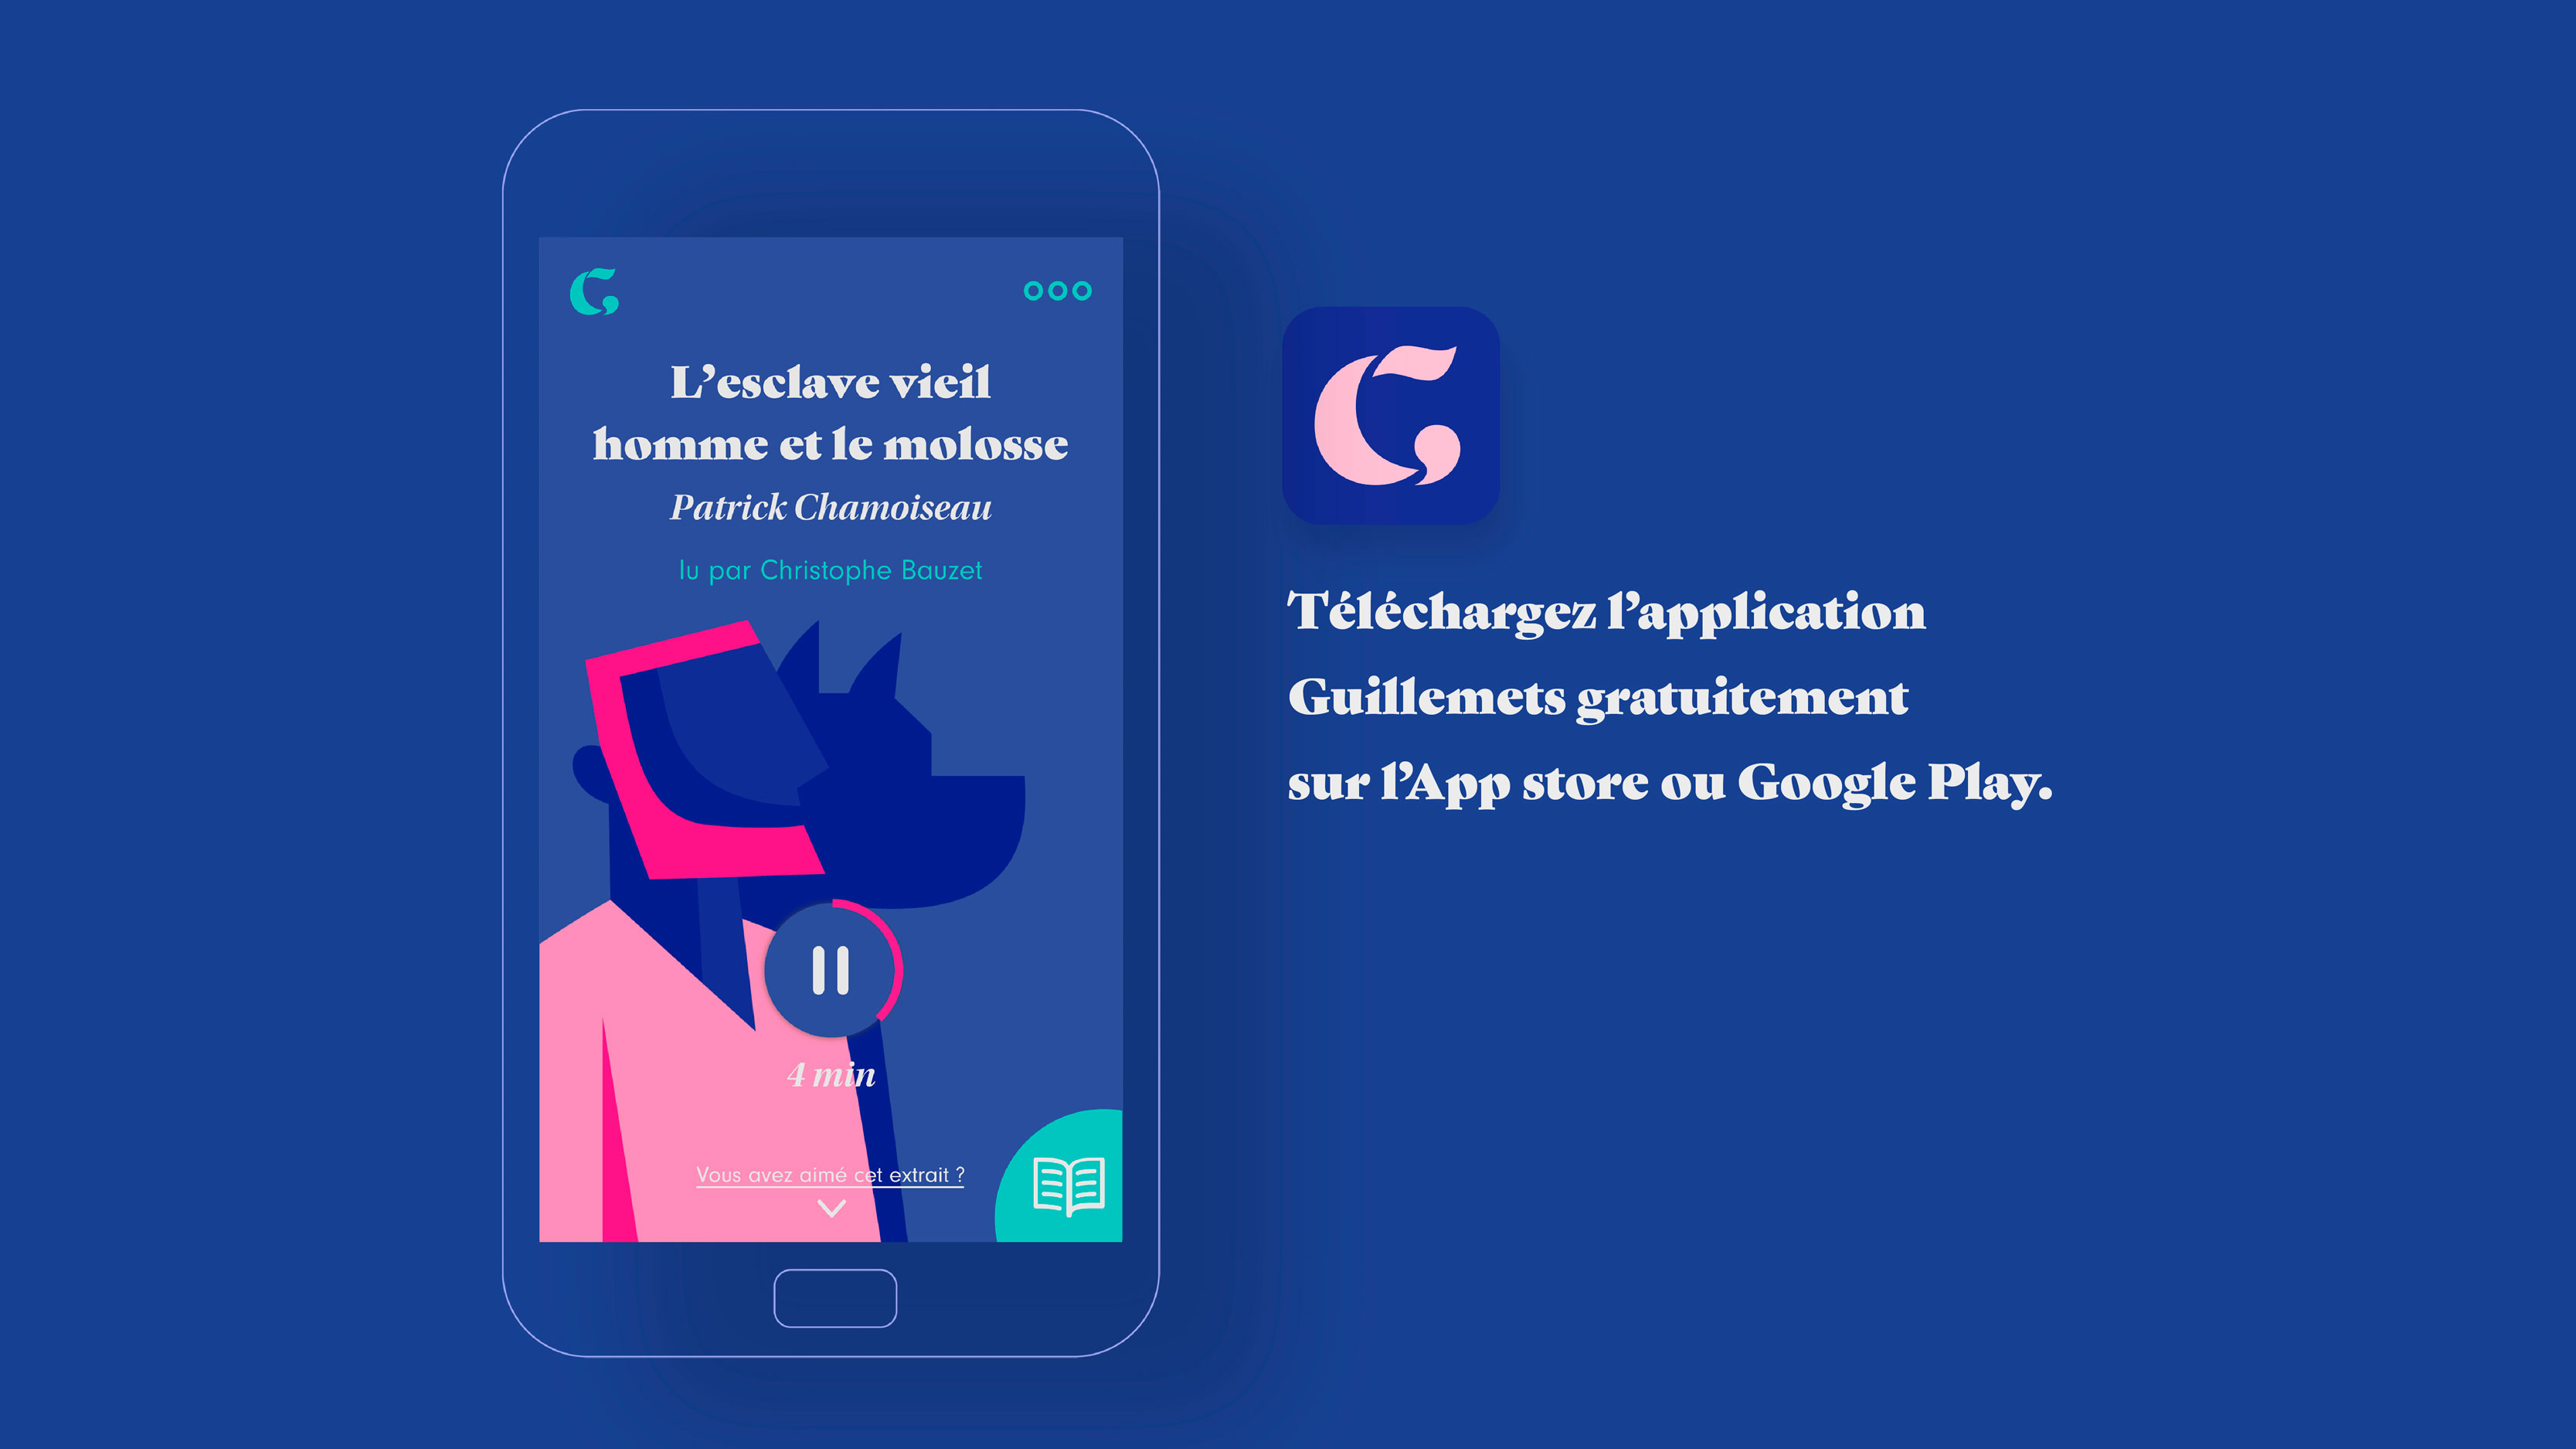 L’esclave vieil
homme et le molosse
Patrick Chamoiseau
lu par Christophe Bauzet
4 min
Vous avez aimé cet extrait ?
Téléchargez l’application
Guillemets gratuitement
sur l’App store ou Google Play.